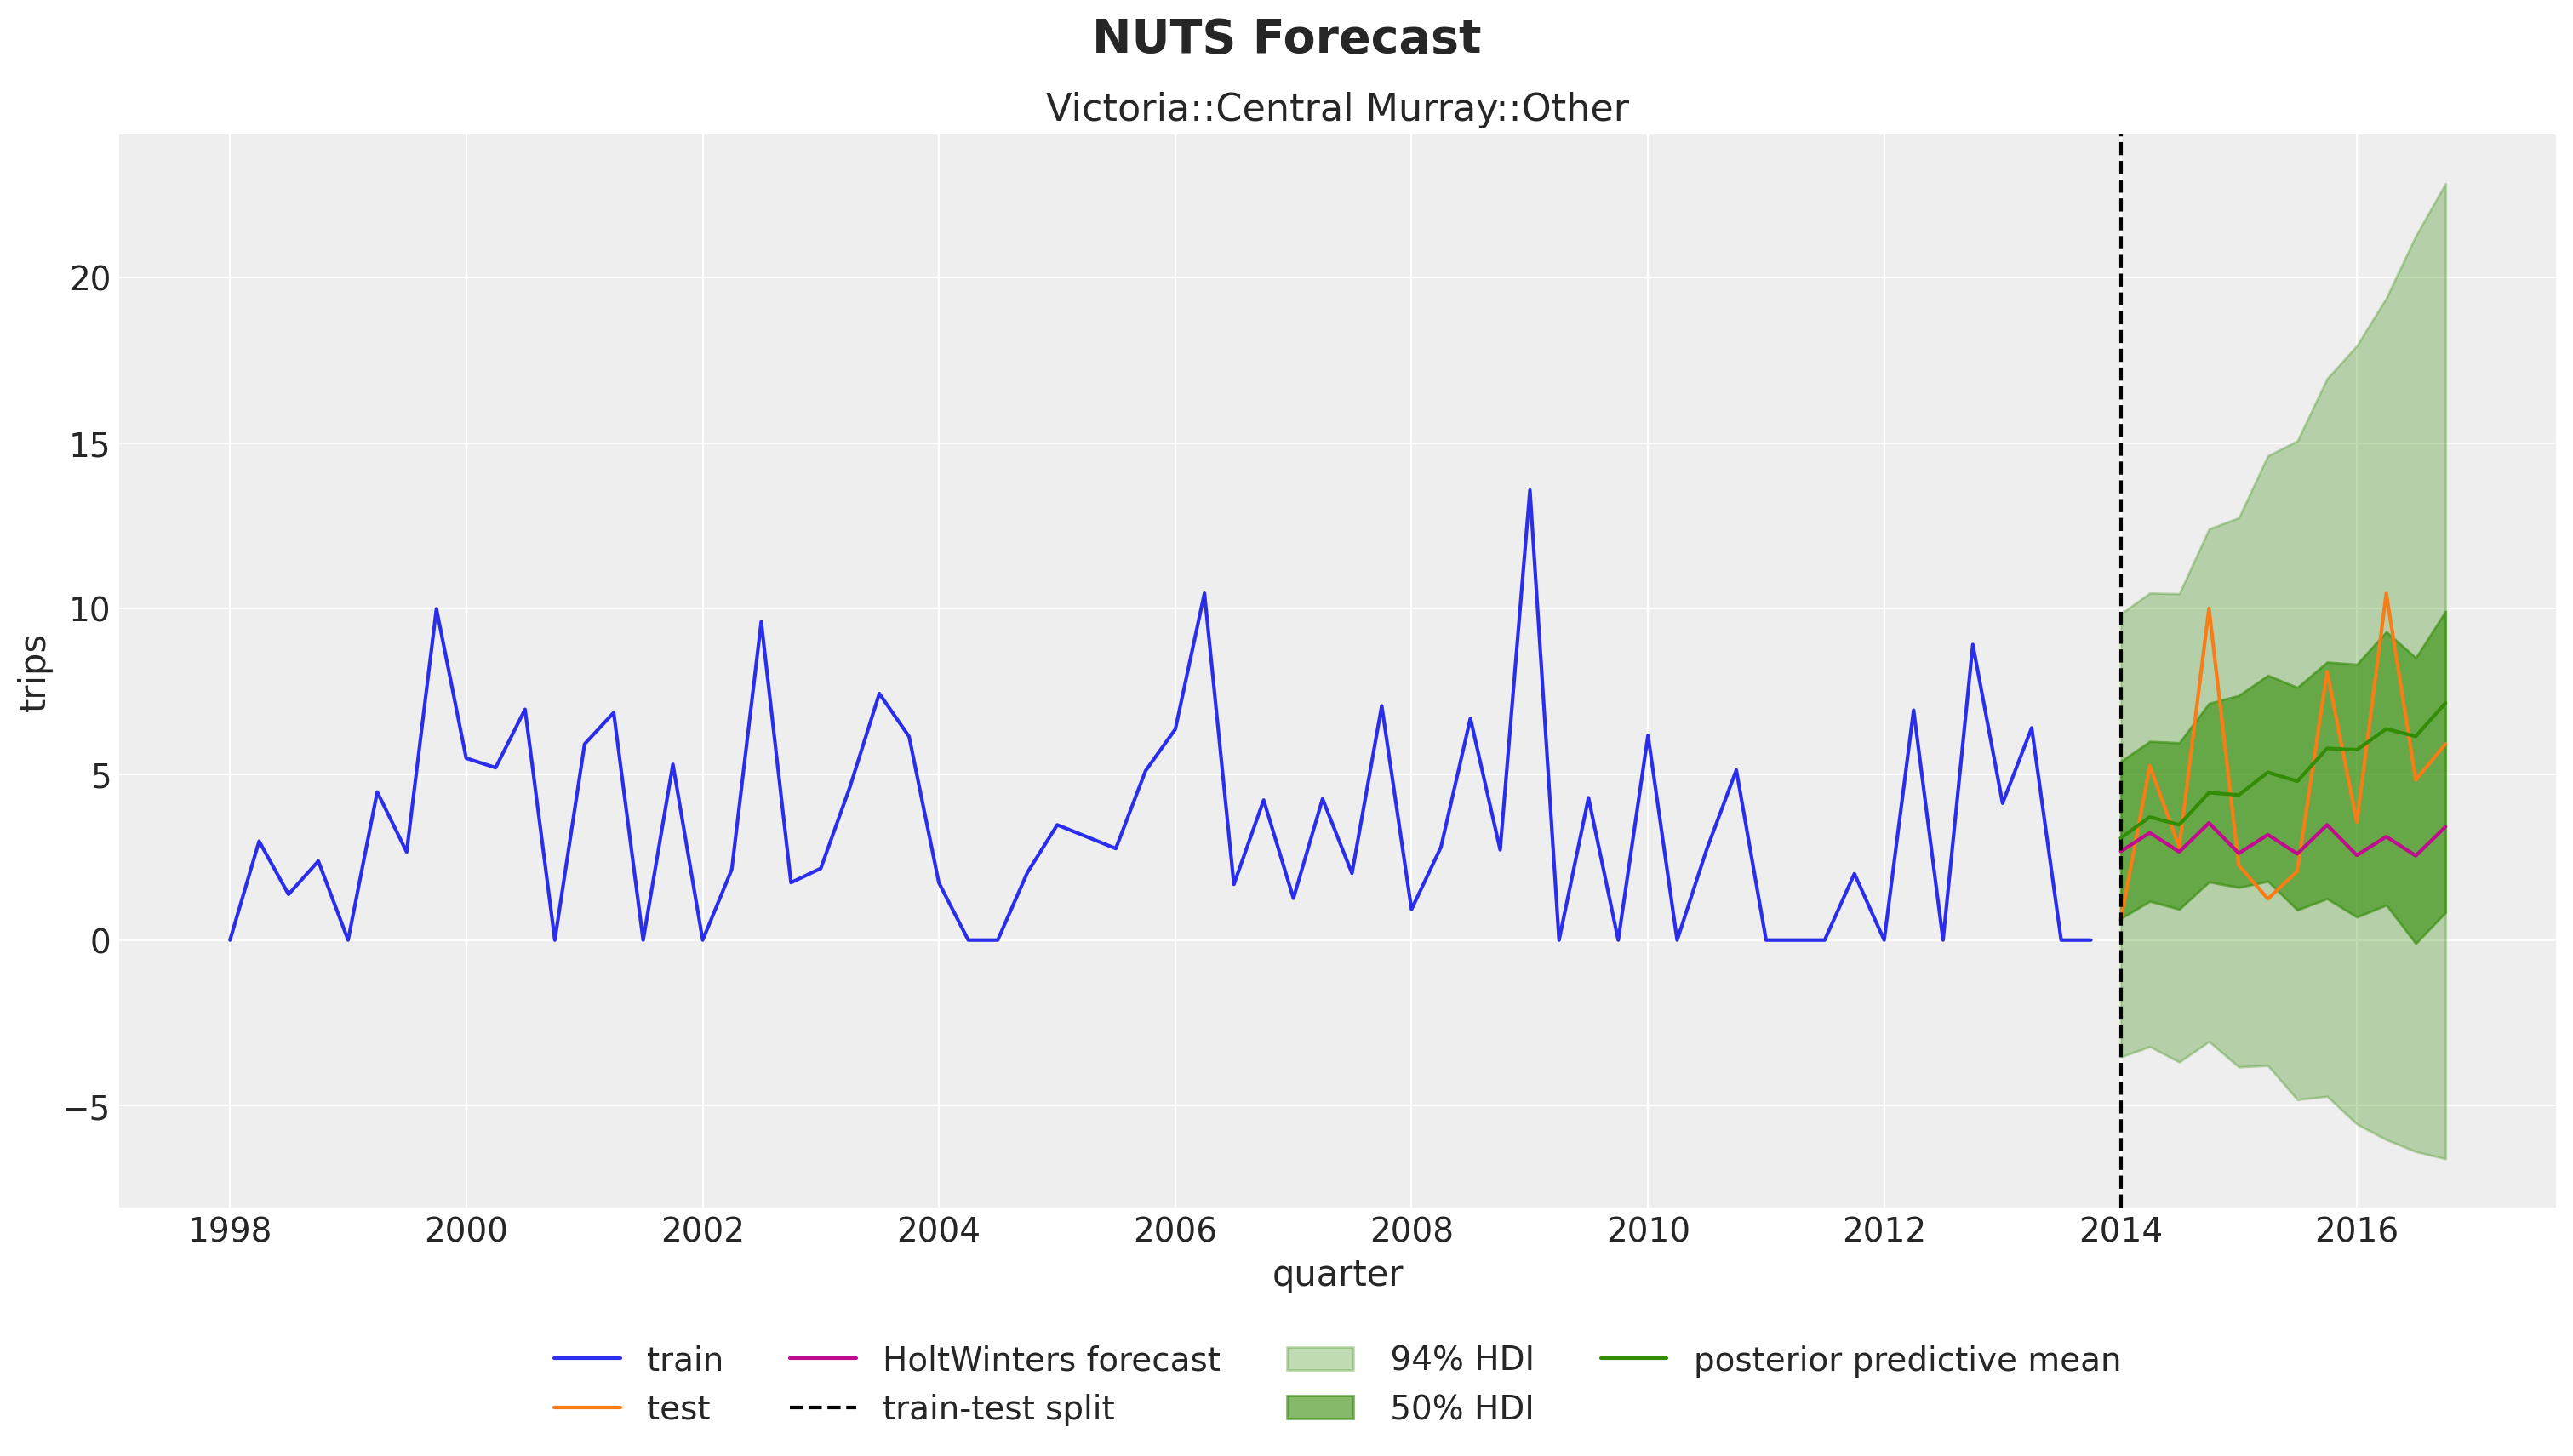 NUTS Forecast
Victoria::Central Murray::Other
trips
20
15
10
5
0
−5
1998 2000 2002 2004 2006 2008 2010 2012 2014 2016
quarter
train HoltWinters forecast 94% HDI posterior predictive mean
test train-test split 50% HDI